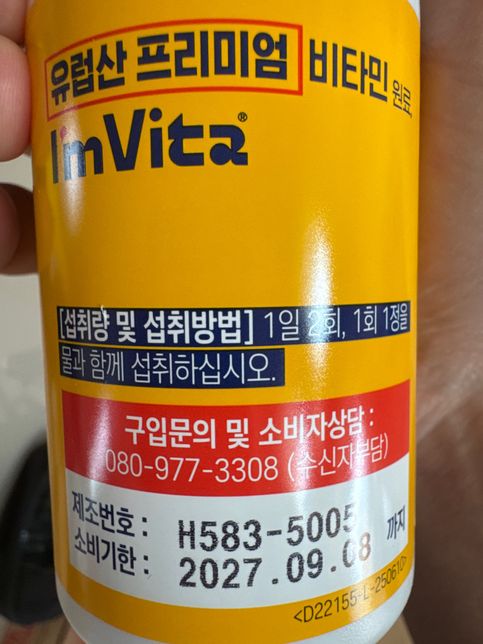 유럽산 프리미엄 비타민 원료,
I'mVita®
[섭취량 및 섭취방법] 1일 2회, 1회 1정을
물과 함께 섭취하십시오.
구입문의 및 소비자상담 :
080-977-3308 (수신자부담)
제조번호 : H583-5005
소비기한 : 2027.09.08 까지
<D22155-L-250610>